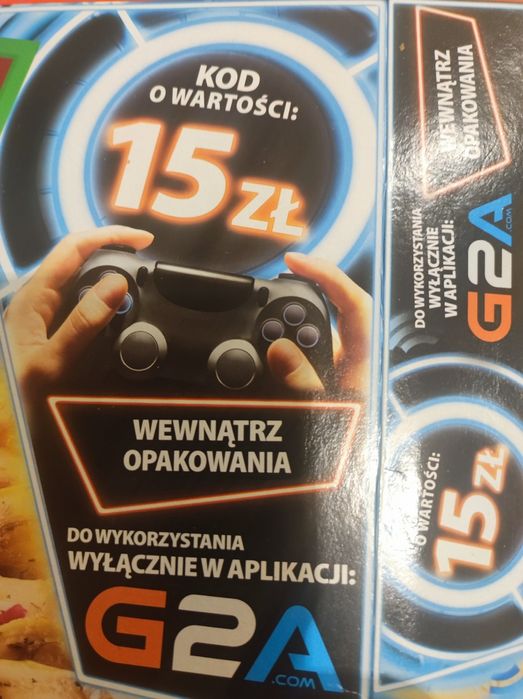 KOD
O WARTOŚCI:
15 ZŁ
WEWNĄTRZ
OPAKOWANIA
DO WYKORZYSTANIA
WYŁĄCZNIE W APLIKACJI:
G2A
.COM
WEWNĄTRZ
OPAKOWANIA
DO WYKORZYSTANIA
WYŁĄCZNIE
W APLIKACJI:
G2A
.COM
O WARTOŚCI:
15 ZŁ